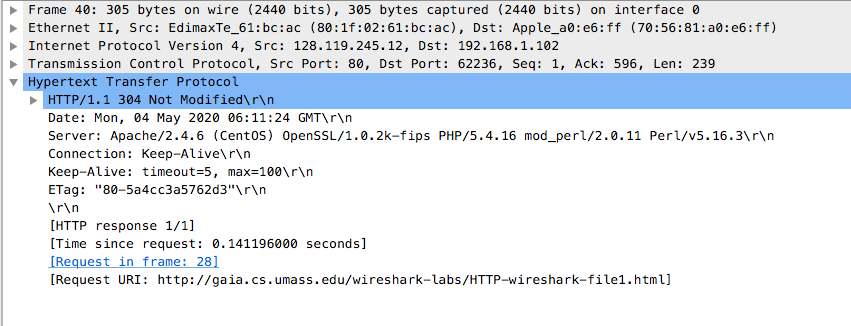 Frame 40: 305 bytes on wire (2440 bits), 305 bytes captured (2440 bits) on interface 0
Ethernet II, Src: EdimaxTe_61:bc:ac (80:1f:02:61:bc:ac), Dst: Apple_a0:e6:ff (70:56:81:a0:e6:ff)
Internet Protocol Version 4, Src: 128.119.245.12, Dst: 192.168.1.102
Transmission Control Protocol, Src Port: 80, Dst Port: 62236, Seq: 1, Ack: 596, Len: 239
Hypertext Transfer Protocol
HTTP/1.1 304 Not Modified\r\n
Date: Mon, 04 May 2020 06:11:24 GMT\r\n
Server: Apache/2.4.6 (CentOS) OpenSSL/1.0.2k-fips PHP/5.4.16 mod_perl/2.0.11 Perl/v5.16.3\r\n
Connection: Keep-Alive\r\n
Keep-Alive: timeout=5, max=100\r\n
ETag: "80-5a4cc3a5762d3"\r\n
\r\n
[HTTP response 1/1]
[Time since request: 0.141196000 seconds]
[Request in frame: 28]
[Request URI: http://gaia.cs.umass.edu/wireshark-labs/HTTP-wireshark-file1.html]